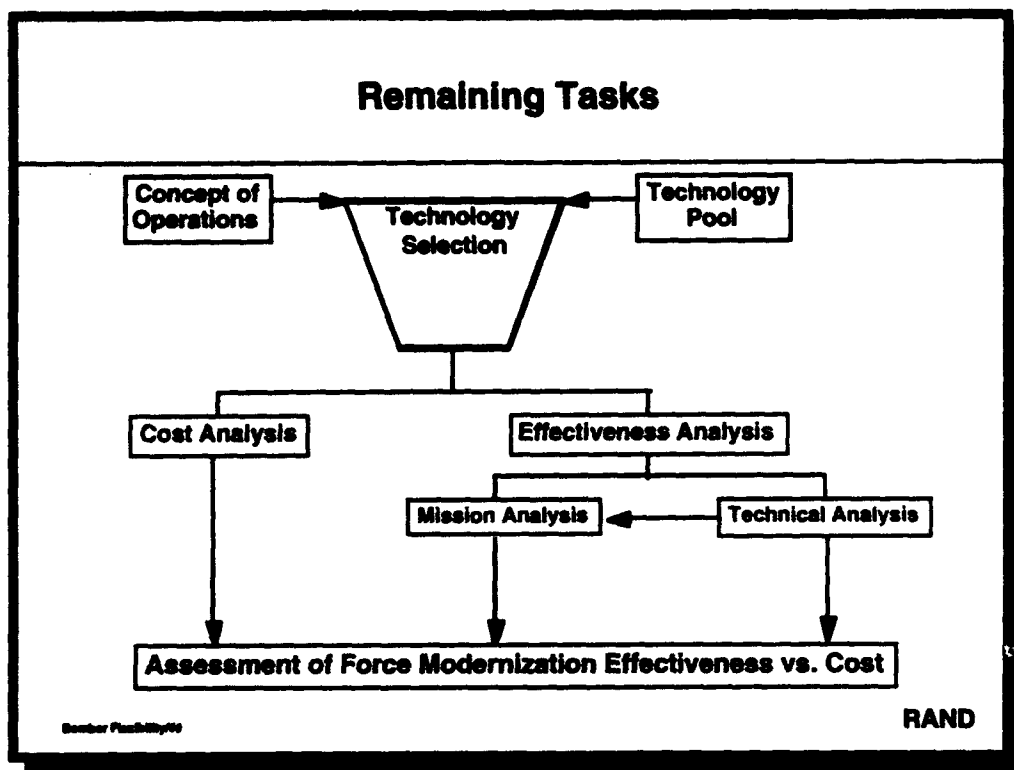 Remaining Tasks
Concept of
Operations
Technology
Selection
Technology
Pool
Cost Analysis
Effectiveness Analysis
Mission Analysis
Technical Analysis
Assessment of Force Modernization Effectiveness vs. Cost
Bomber
RAND